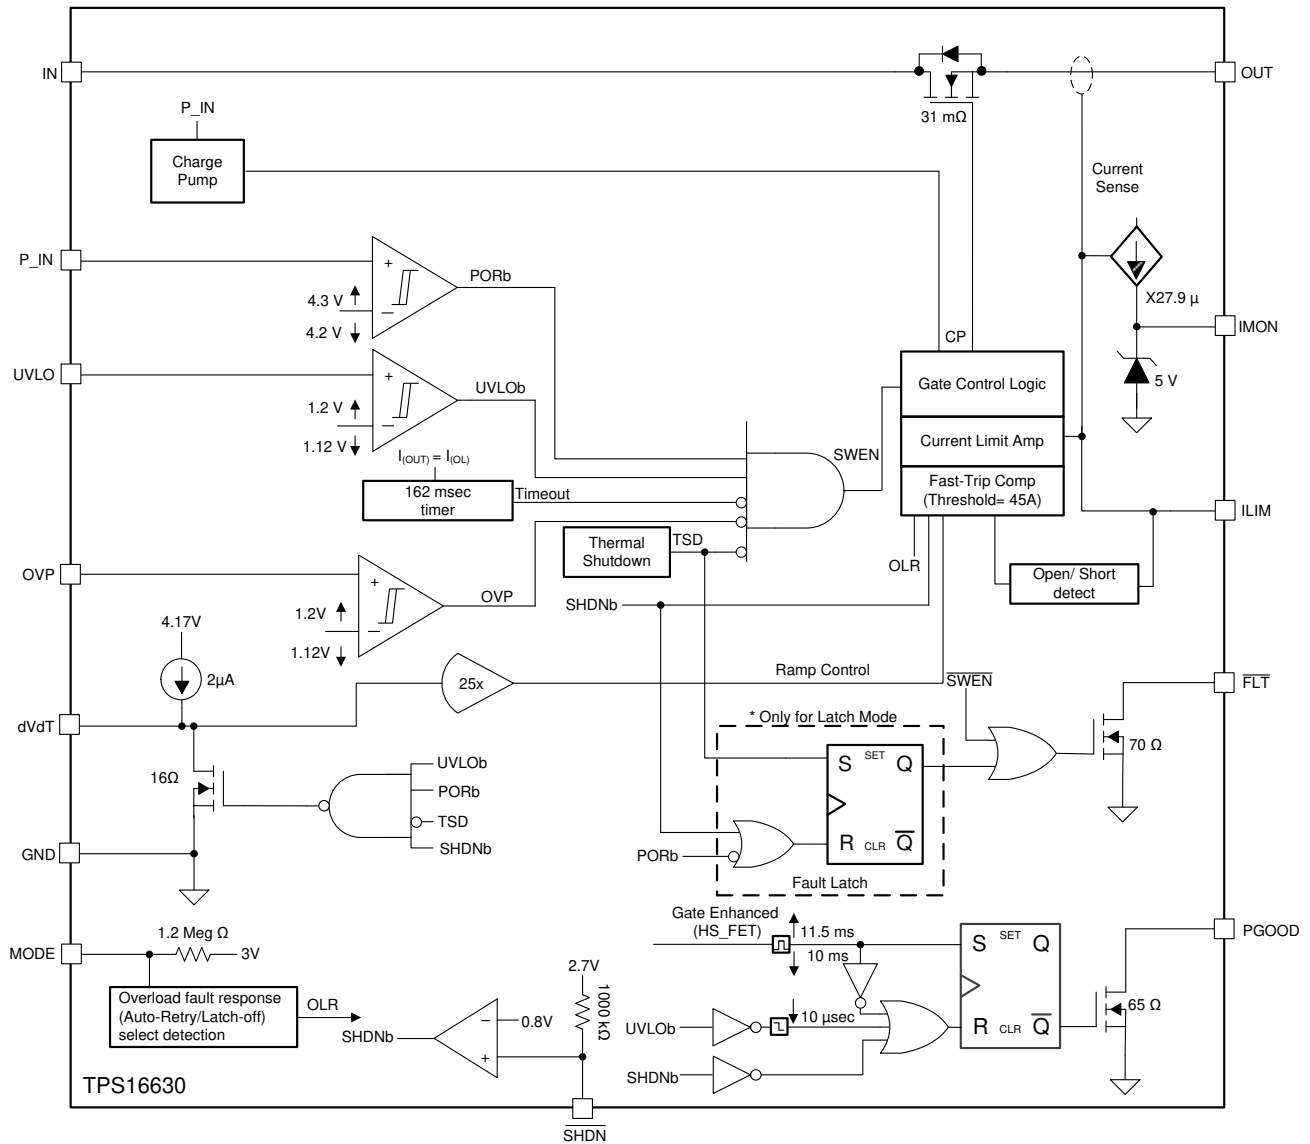 IN
OUT
31 mΩ
P_IN
Charge
Pump
Current
Sense
P_IN
PORb
4.3 V
4.2 V
X27.9 µ
IMON
5 V
CP
UVLO
UVLOb
1.2 V
1.12 V
Gate Control Logic
Current Limit Amp
Fast-Trip Comp
(Threshold= 45A)
SWEN
I(OUT) = I(OL)
162 msec
timer
Timeout
ILIM
Thermal
Shutdown
TSD
OLR
Open/ Short
detect
OVP
OVP
1.2V
1.12V
SHDNb
4.17V
2µA
25x
Ramp Control
SWEN
FLT
dVdT
* Only for Latch Mode
70 Ω
S SET Q
R CLR Q
PORb
Fault Latch
16Ω
UVLOb
PORb
TSD
SHDNb
GND
Gate Enhanced
(HS_FET)
11.5 ms
10 ms
PGOOD
S SET Q
R CLR Q
65 Ω
MODE
1.2 Meg Ω
3V
Overload fault response
(Auto-Retry/Latch-off)
select detection
OLR
2.7V
1000 KΩ
0.8V
SHDNb
10 µsec
UVLOb
SHDNb
TPS16630
SHDN